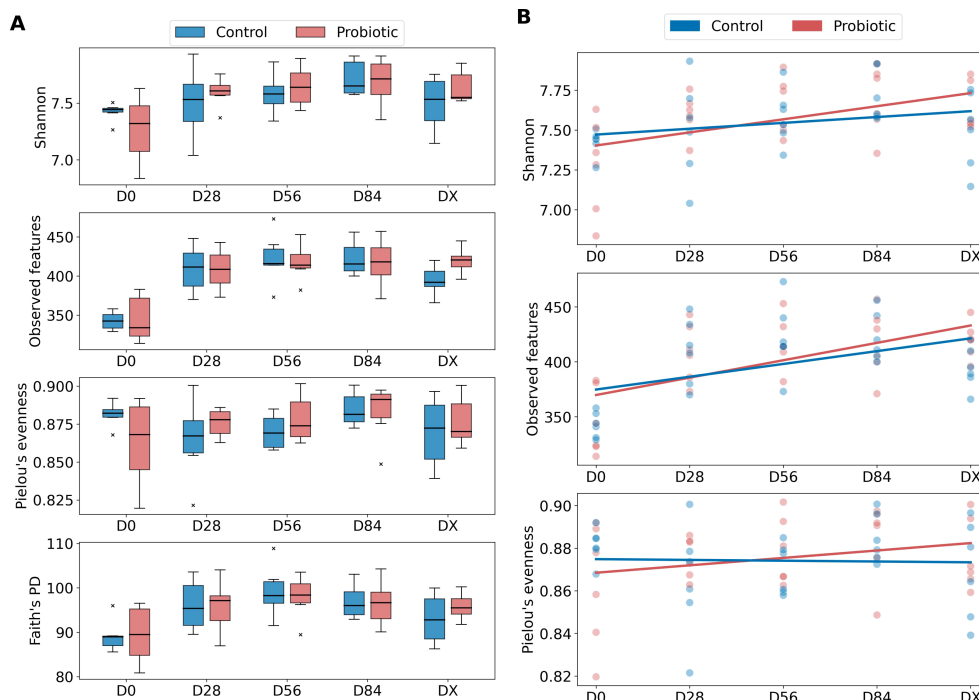 A
Control Probiotic
Shannon
7.5
7.0
D0 D28 D56 D84 DX
Observed features
450
400
350
D0 D28 D56 D84 DX
Pielou's evenness
0.900
0.875
0.850
0.825
D0 D28 D56 D84 DX
Faith's PD
110
100
90
80
D0 D28 D56 D84 DX
B
Control Probiotic
Shannon
7.75
7.50
7.25
7.00
D0 D28 D56 D84 DX
Observed features
450
400
350
D0 D28 D56 D84 DX
Pielou's evenness
0.90
0.88
0.86
0.84
0.82
D0 D28 D56 D84 DX